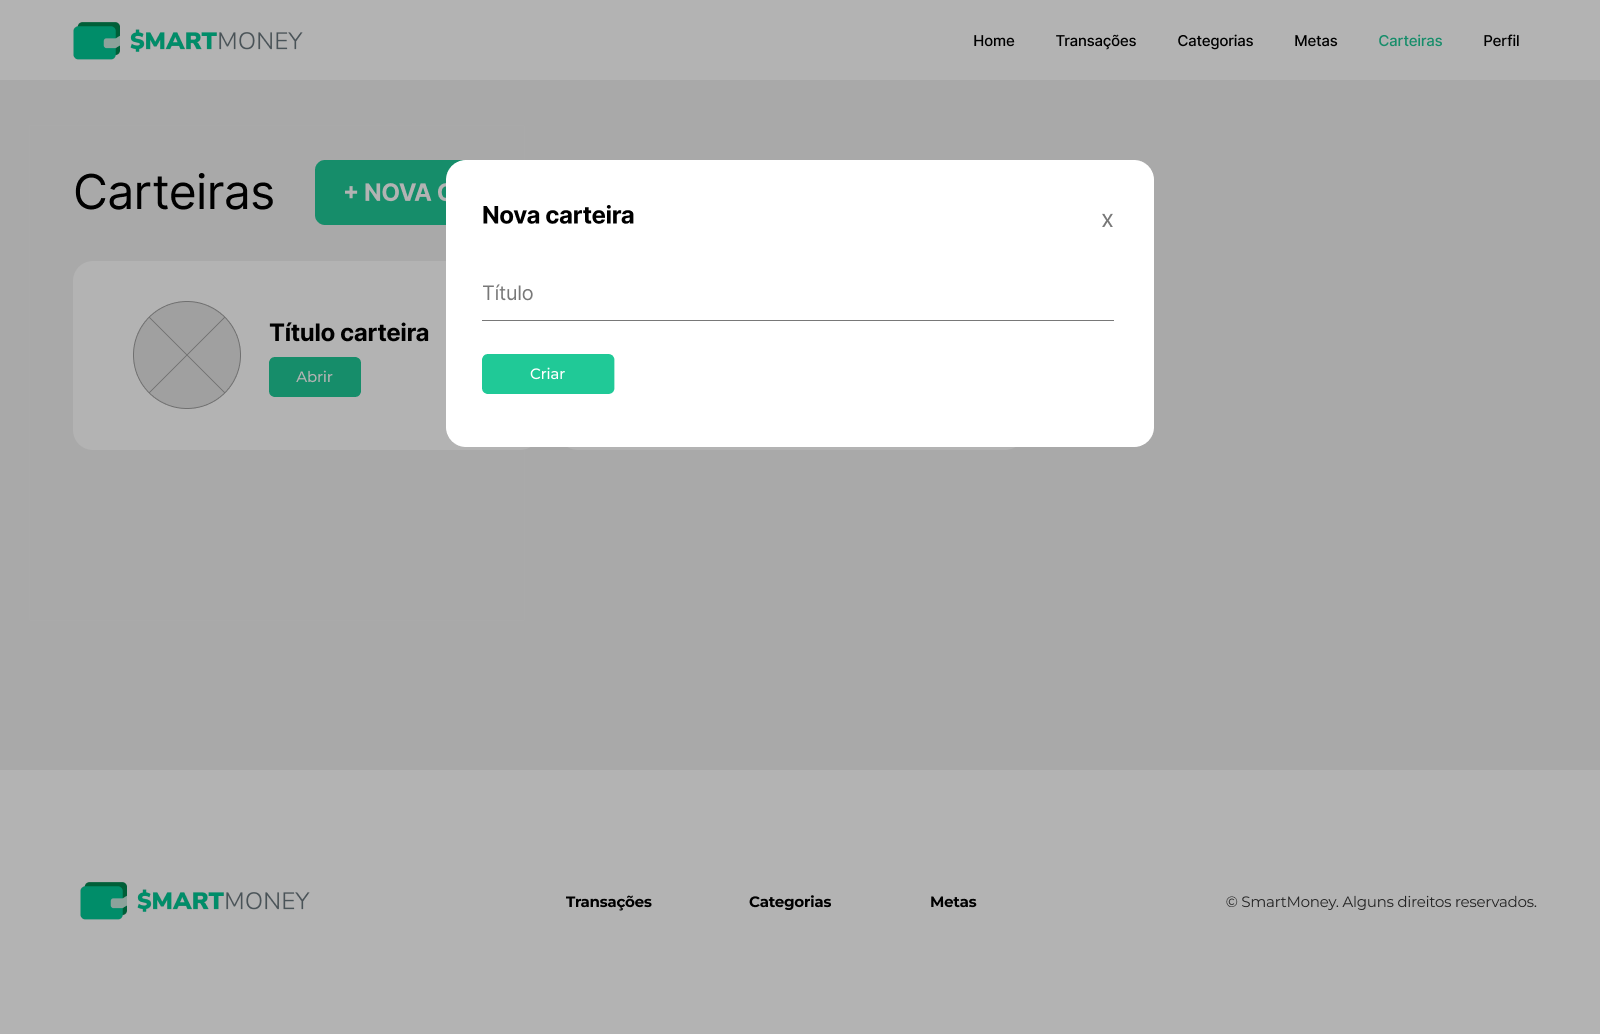 $MARTMONEY
Home Transações Categorias Metas Carteiras Perfil
Carteiras
+ NOVA
Nova carteira
X
Título
Criar
Título carteira
Abrir
$MARTMONEY
Transações Categorias Metas
© SmartMoney. Alguns direitos reservados.